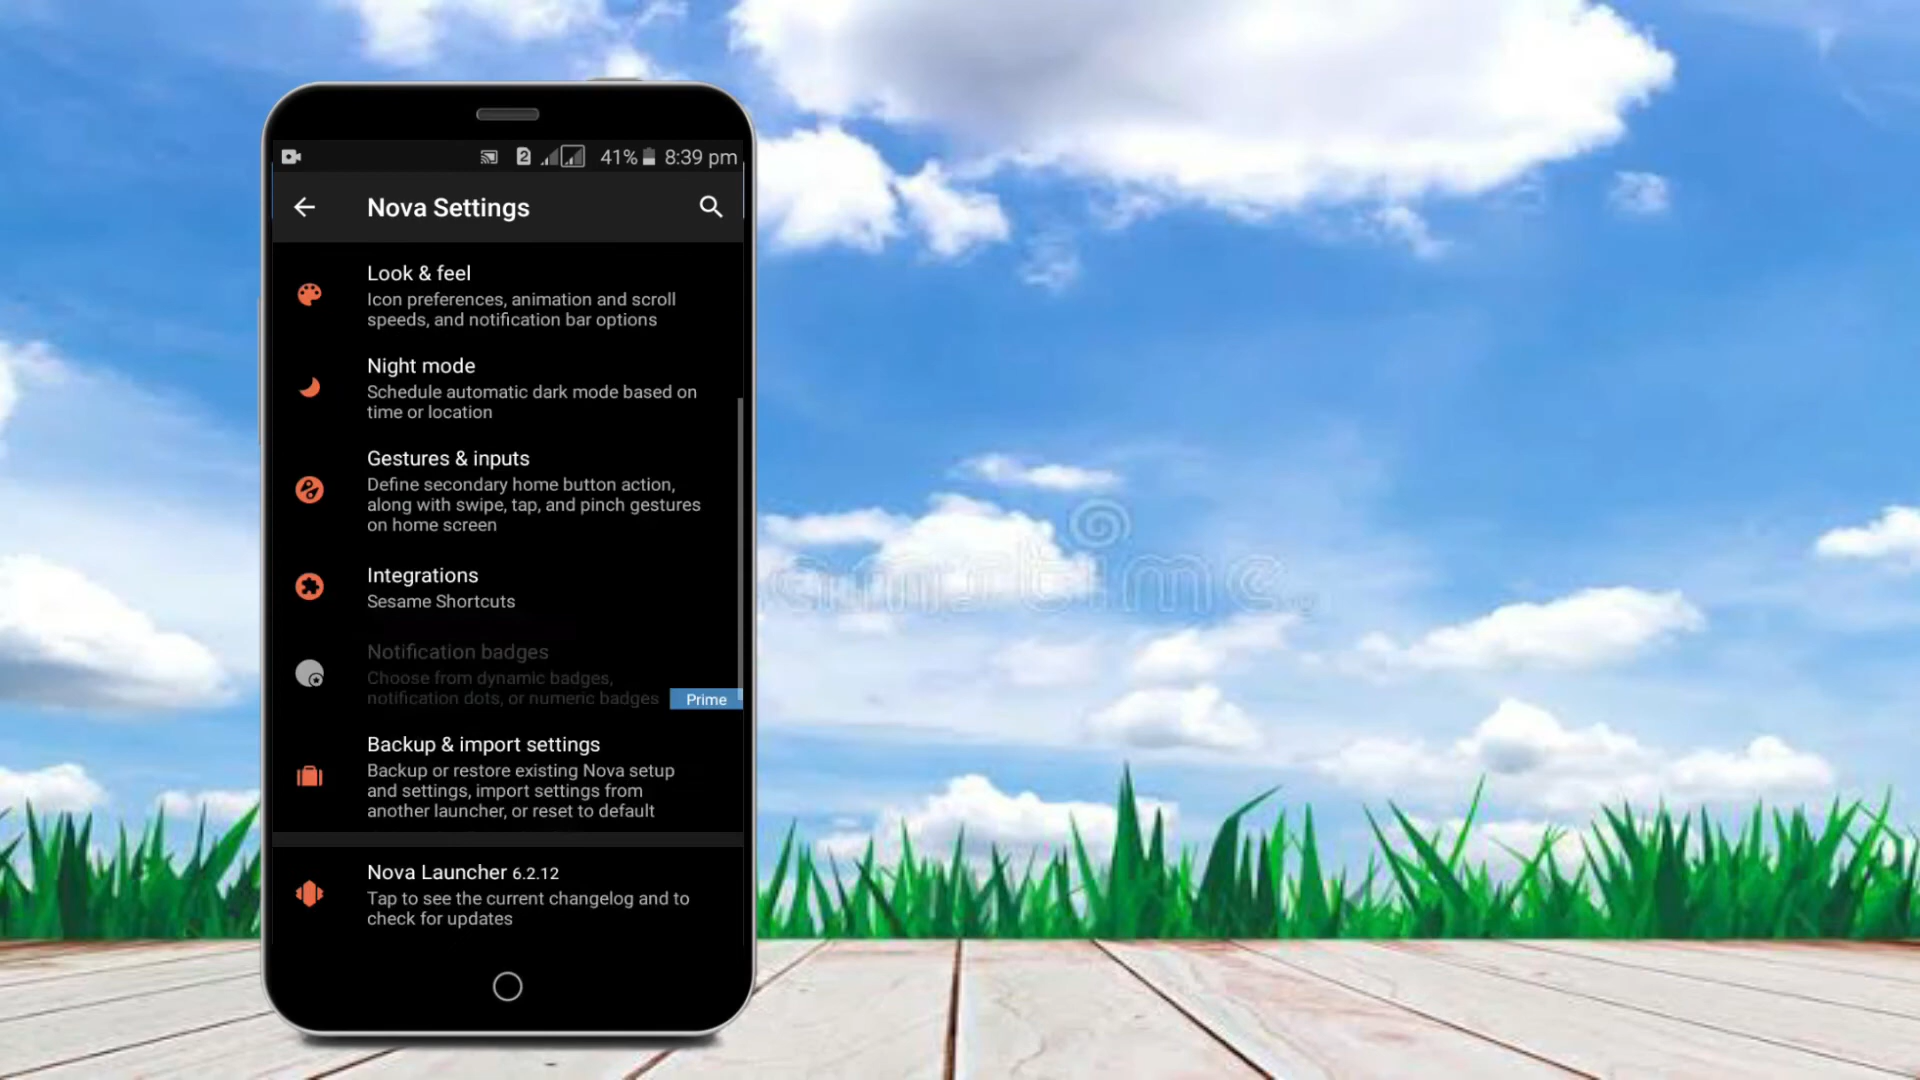 2 41% 8:39 pm
Nova Settings
Look & feel
Icon preferences, animation and scroll
speeds, and notification bar options
Night mode
Schedule automatic dark mode based on
time or location
Gestures & inputs
Define secondary home button action,
along with swipe, tap, and pinch gestures
on home screen
Integrations
Sesame Shortcuts
Notification badges
Choose from dynamic badges,
notification dots, or numeric badges
Prime
Backup & import settings
Backup or restore existing Nova setup
and settings, import settings from
another launcher, or reset to default
Nova Launcher 6.2.12
Tap to see the current changelog and to
check for updates